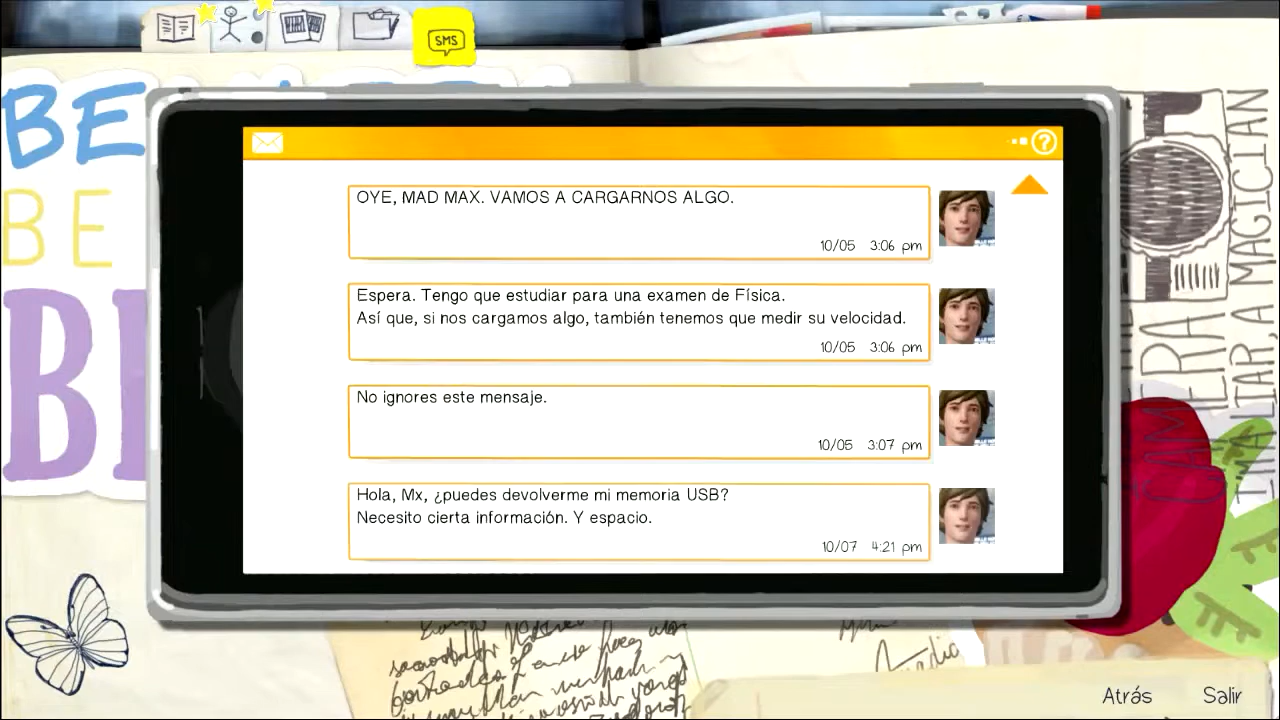 SMS
BE
BE
OYE, MAD MAX. VAMOS A CARGARNOS ALGO.
10/05 3:06 pm
Espera. Tengo que estudiar para una examen de Física.
Así que, si nos cargamos algo, también tenemos que medir su velocidad.
10/05 3:06 pm
No ignores este mensaje.
10/05 3:07 pm
Hola, Mx, ¿puedes devolverme mi memoria USB?
Necesito cierta información. Y espacio.
10/07 4:21 pm
CAMERA
A MAGICIAN
Atrás Salir